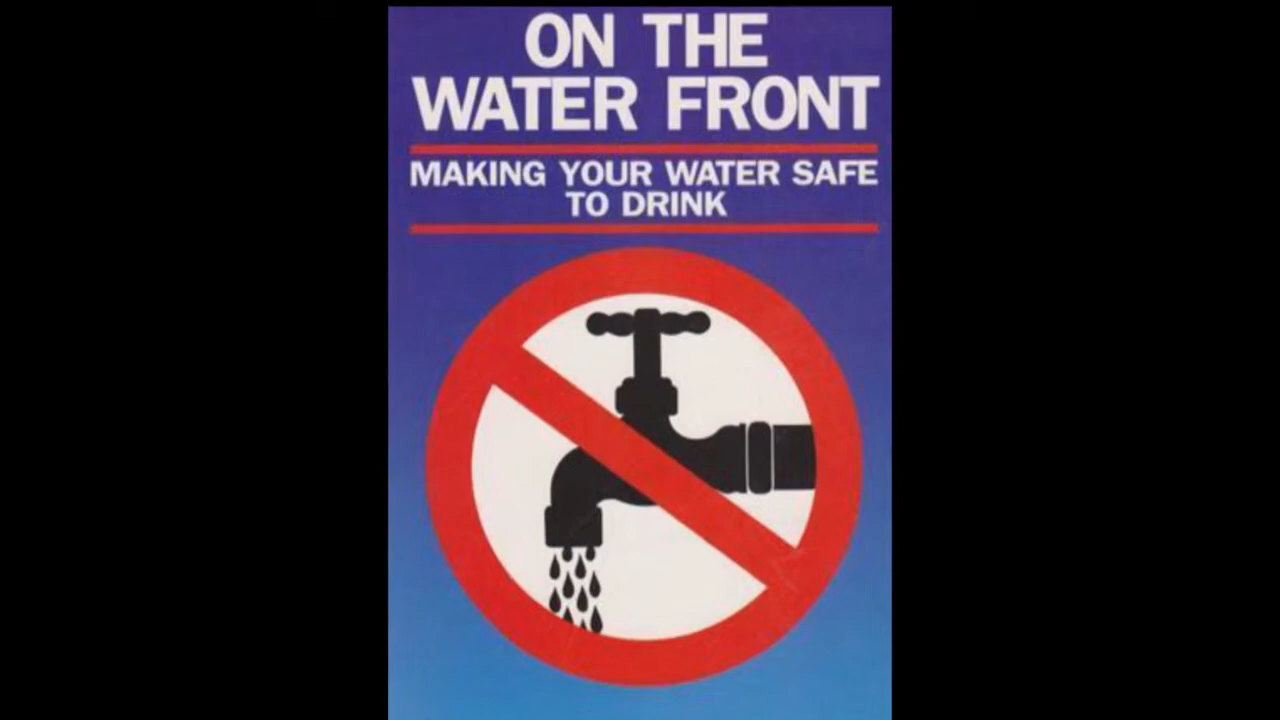 ON THE
WATER FRONT
MAKING YOUR WATER SAFE
TO DRINK